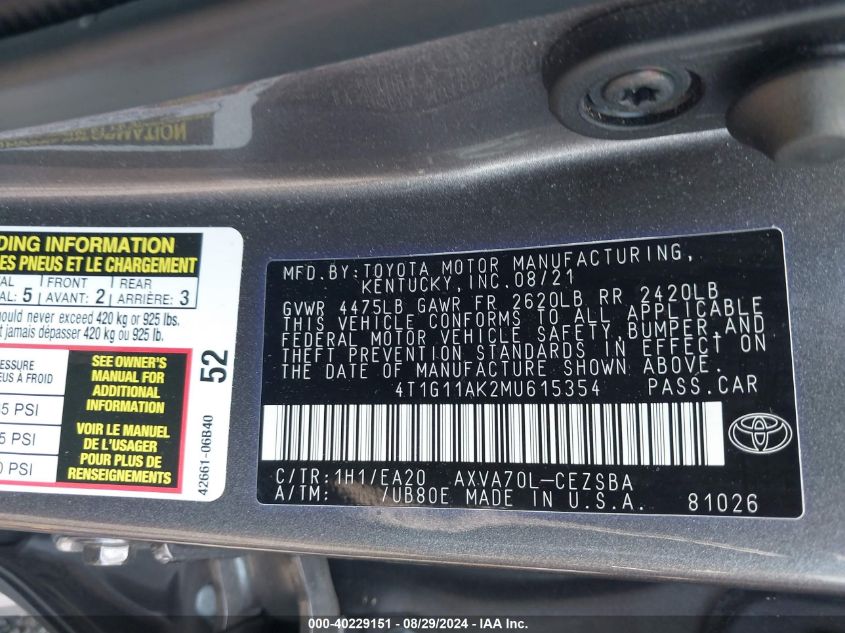 DING INFORMATION
ES PNEUS ET LE CHARGEMENT
AL FRONT REAR
AL: 5 AVANT: 2 ARRIÈRE: 3
ould never exceed 420 kg or 925 lbs.
t jamais dépasser 420 kg ou 925 lb.
ESSURE
EUS À FROID
5 PSI
5 PSI
0 PSI
SEE OWNER'S
MANUAL FOR
ADDITIONAL
INFORMATION
VOIR LE MANUEL
DE L'USAGER
POUR PLUS DE
RENSEIGNEMENTS
52
42661-06B40
MFD. BY: TOYOTA MOTOR MANUFACTURING,
KENTUCKY, INC. 08/21
GVWR 4475LB GAWR FR 2620LB RR 2420LB
THIS VEHICLE CONFORMS TO ALL APPLICABLE
FEDERAL MOTOR VEHICLE SAFETY, BUMPER, AND
THEFT PREVENTION STANDARDS IN EFFECT ON
THE DATE OF MANUFACTURE SHOWN ABOVE.
4T1G11AK2MU615354 PASS. CAR
C/TR: 1H1/EA20 AXVA70L-CEZSBA
A/TM: /UB80E MADE IN U.S.A. 81026
000-40229151 - 08/29/2024 - IAA Inc.